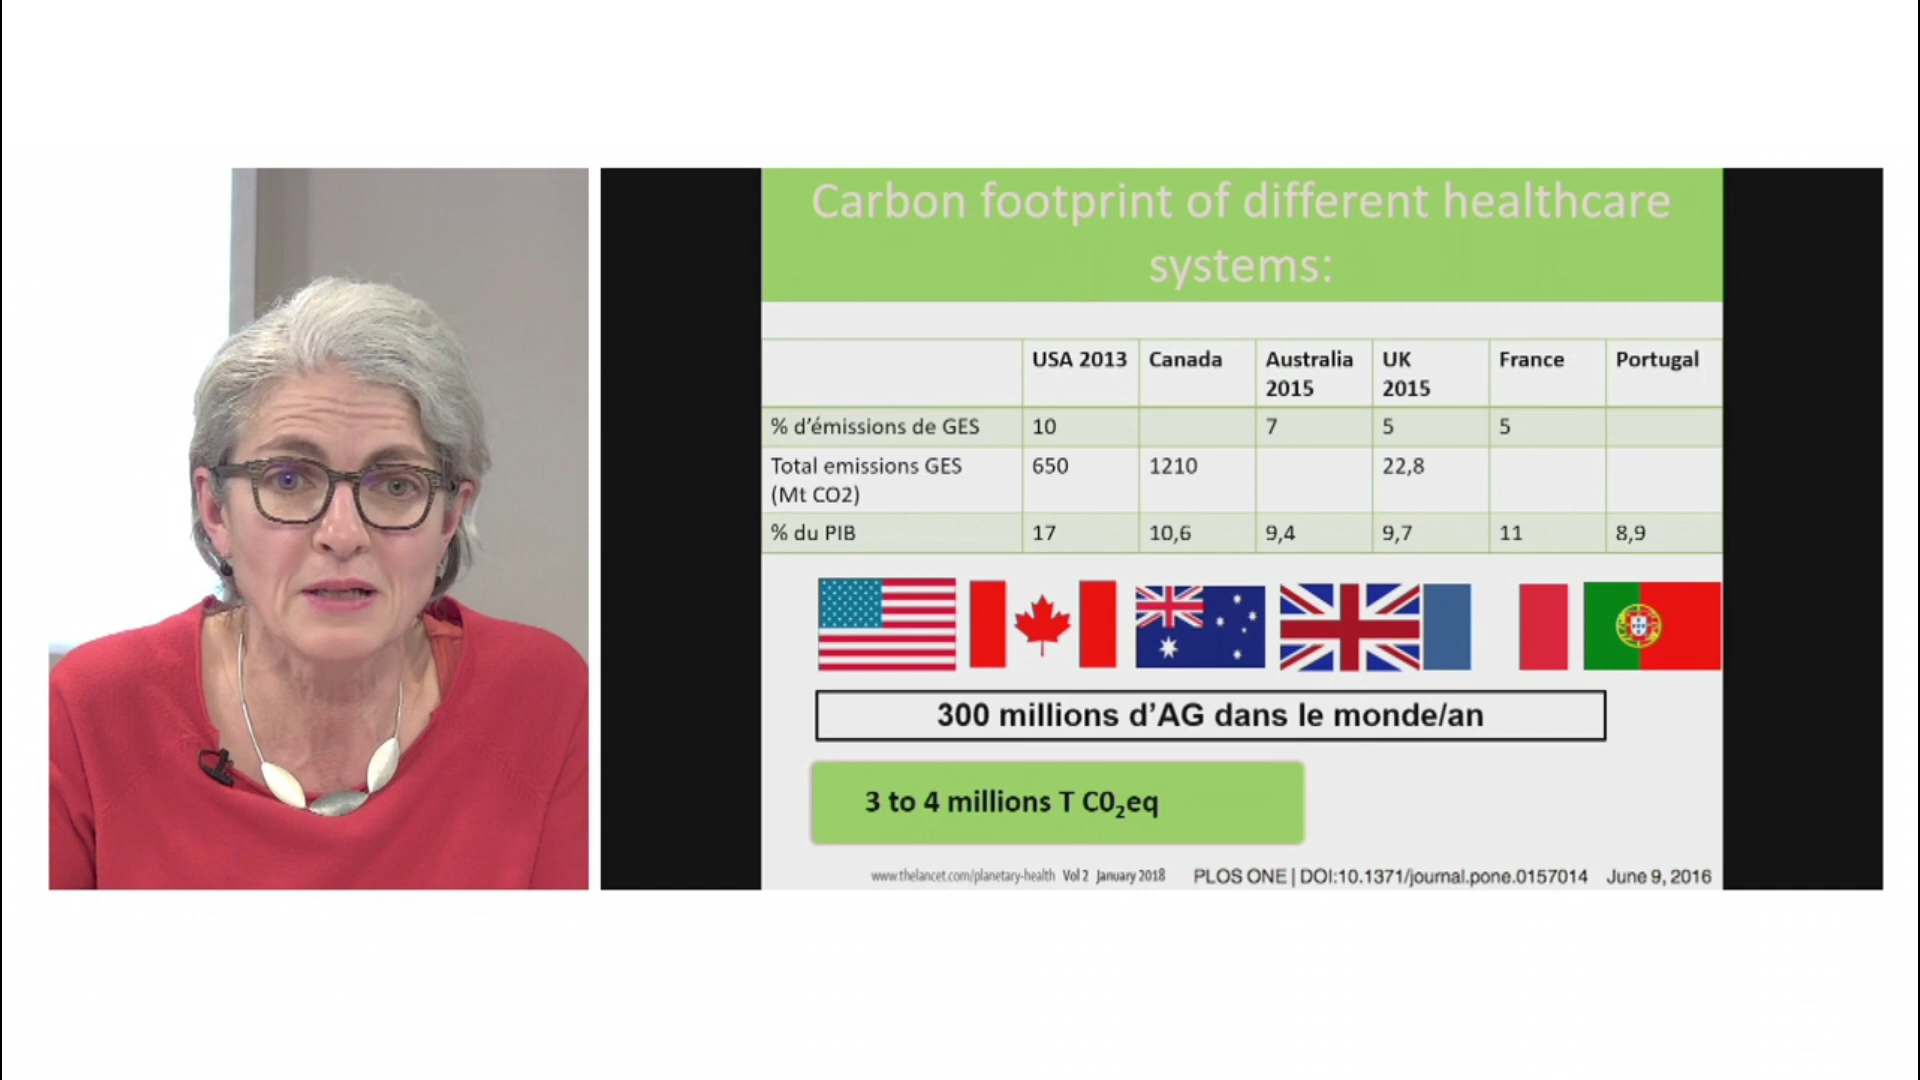 Carbon footprint of different healthcare
systems:
USA 2013 Canada Australia 2015 UK 2015 France Portugal
% d'émissions de GES 10 7 5 5
Total emissions GES (Mt CO2) 650 1210 22,8
% du PIB 17 10,6 9,4 9,7 11 8,9
300 millions d'AG dans le monde/an
3 to 4 millions T C0₂eq
www.thelancet.com/planetary-health Vol 2 January 2018 PLOS ONE | DOI:10.1371/journal.pone.0157014 June 9, 2016